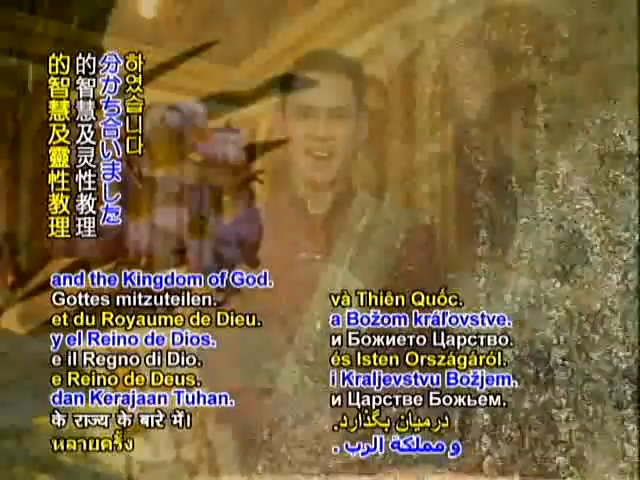 하였습니다
分かち合いました
的智慧及灵性教理
的智慧及靈性教理
and the Kingdom of God.
Gottes mitzuteilen.
et du Royaume de Dieu.
y el Reino de Dios.
e il Regno di Dio.
e Reino de Deus.
dan Kerajaan Tuhan.
के राज्य के बारे में।
หลายครั้ง
và Thiên Quốc.
a Božom kráľovstve.
и Божието Царство.
és Isten Országáról.
i Kraljevstvu Božjem.
и Царстве Божьем.
درمیان بگذارد.
و مملكة الرب .